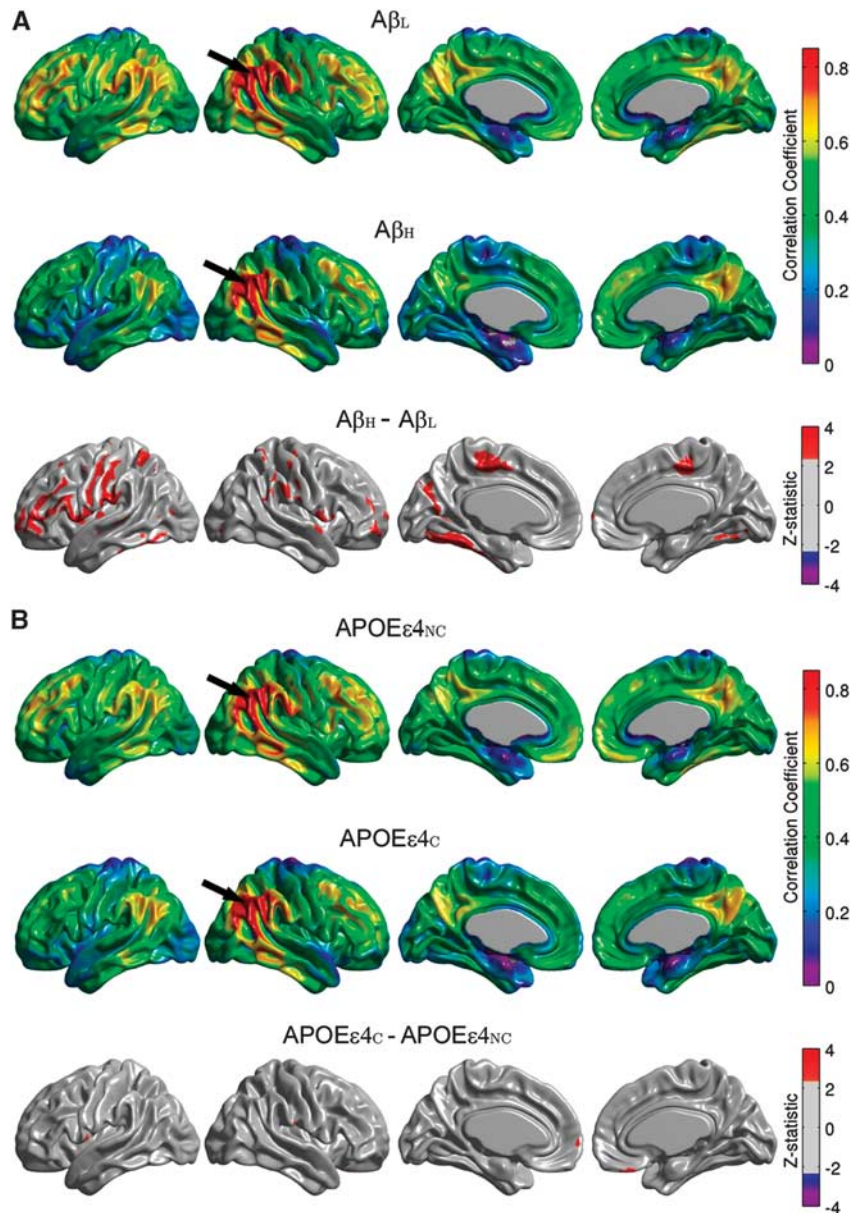 A
AβL
0.8
0.6
0.4
0.2
0
Correlation Coefficient
AβH
AβH - AβL
4
2
0
-2
-4
Z-statistic
B
APOEε4NC
0.8
0.6
0.4
0.2
0
Correlation Coefficient
APOEε4C
APOEε4C - APOEε4NC
4
2
0
-2
-4
Z-statistic